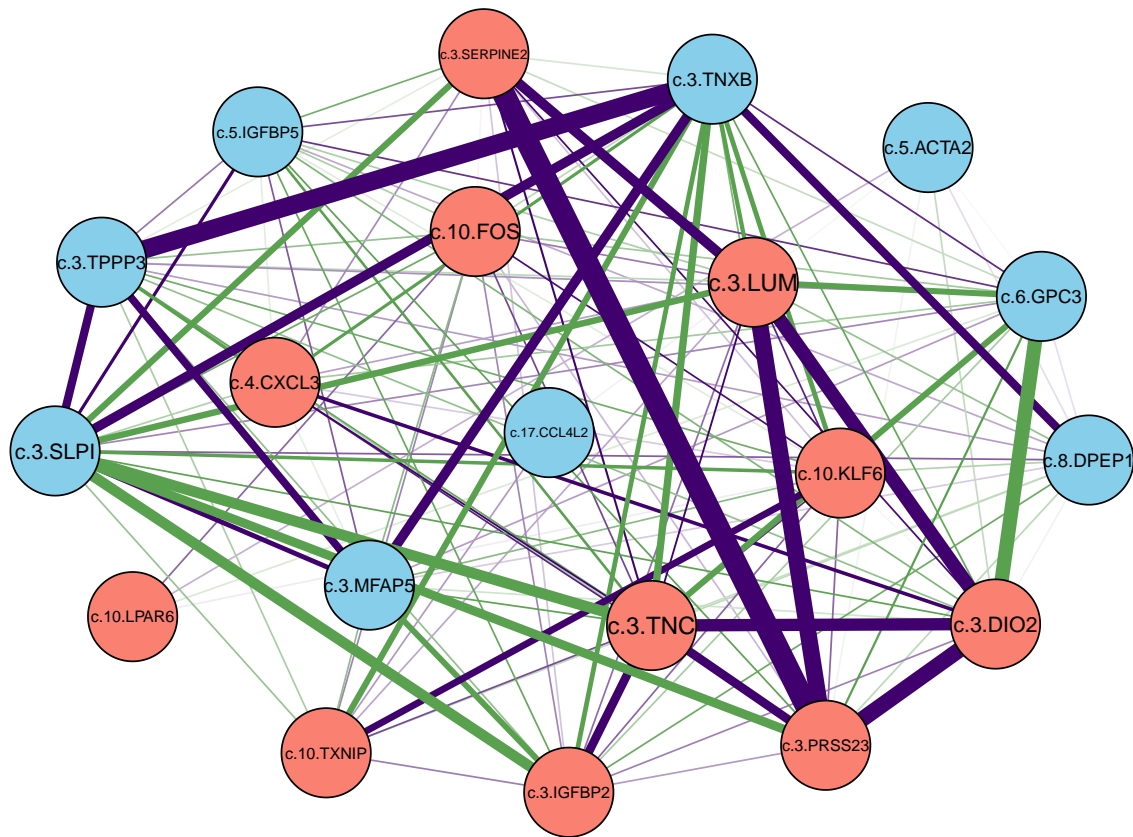 c.3.SERPINE2
c.3.TNXB
c.5.IGFBP5
c.5.ACTA2
c.10.FOS
c.3.TPPP3
c.3.LUM
c.6.GPC3
c.4.CXCL3
c.17.CCL4L2
c.3.SLPI
c.8.DPEP1
c.10.KLF6
c.3.MFAP5
c.10.LPAR6
c.3.TNC
c.3.DIO2
c.3.PRSS23
c.10.TXNIP
c.3.IGFBP2